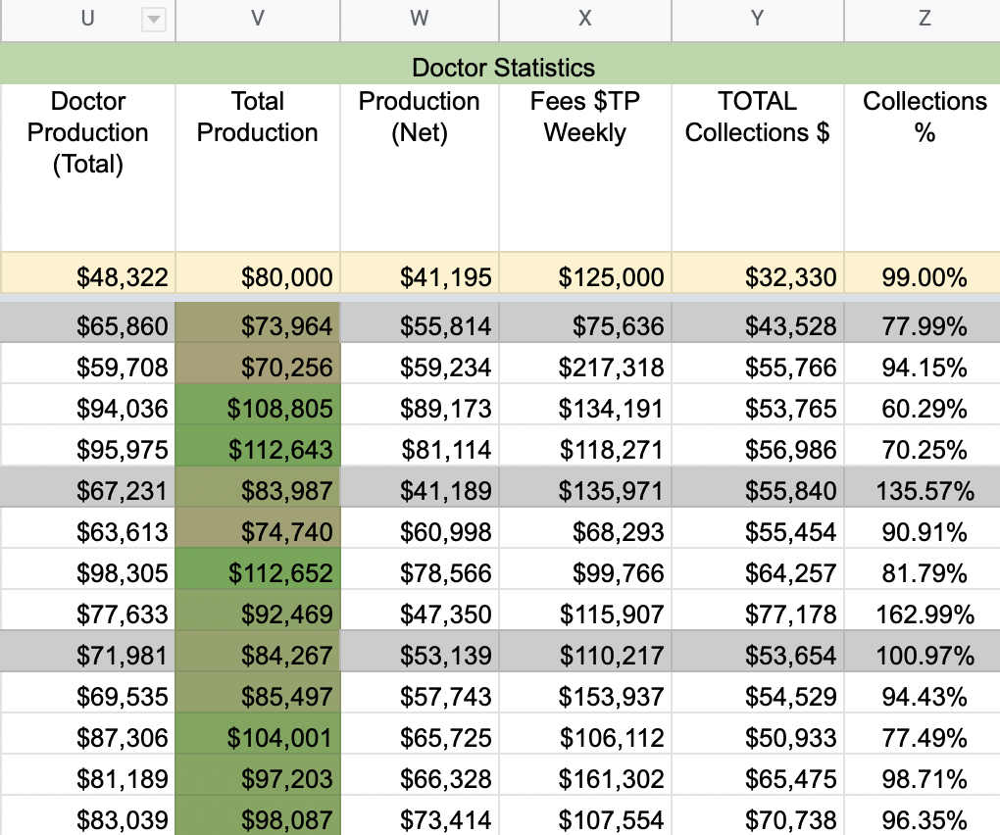 U V W X Y Z
Doctor Statistics
Doctor Production (Total) Total Production Production (Net) Fees $TP Weekly TOTAL Collections $ Collections %
$48,322 $80,000 $41,195 $125,000 $32,330 99.00%
$65,860 $73,964 $55,814 $75,636 $43,528 77.99%
$59,708 $70,256 $59,234 $217,318 $55,766 94.15%
$94,036 $108,805 $89,173 $134,191 $53,765 60.29%
$95,975 $112,643 $81,114 $118,271 $56,986 70.25%
$67,231 $83,987 $41,189 $135,971 $55,840 135.57%
$63,613 $74,740 $60,998 $68,293 $55,454 90.91%
$98,305 $112,652 $78,566 $99,766 $64,257 81.79%
$77,633 $92,469 $47,350 $115,907 $77,178 162.99%
$71,981 $84,267 $53,139 $110,217 $53,654 100.97%
$69,535 $85,497 $57,743 $153,937 $54,529 94.43%
$87,306 $104,001 $65,725 $106,112 $50,933 77.49%
$81,189 $97,203 $66,328 $161,302 $65,475 98.71%
$83,039 $98,087 $73,414 $107,554 $70,738 96.35%